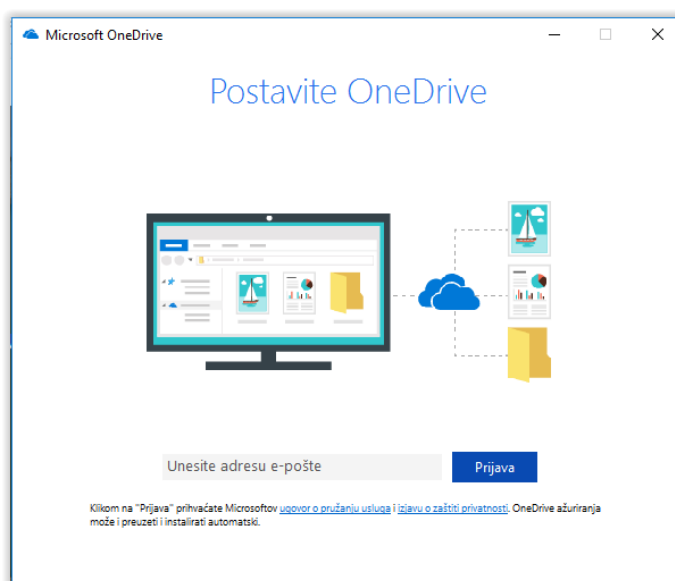 Microsoft OneDrive
Postavite OneDrive
Unesite adresu e-pošte
Prijava
Klikom na "Prijava" prihvaćate Microsoftov ugovor o pružanju usluga i izjavu o zaštiti privatnosti. OneDrive ažuriranja
može i preuzeti i instalirati automatski.